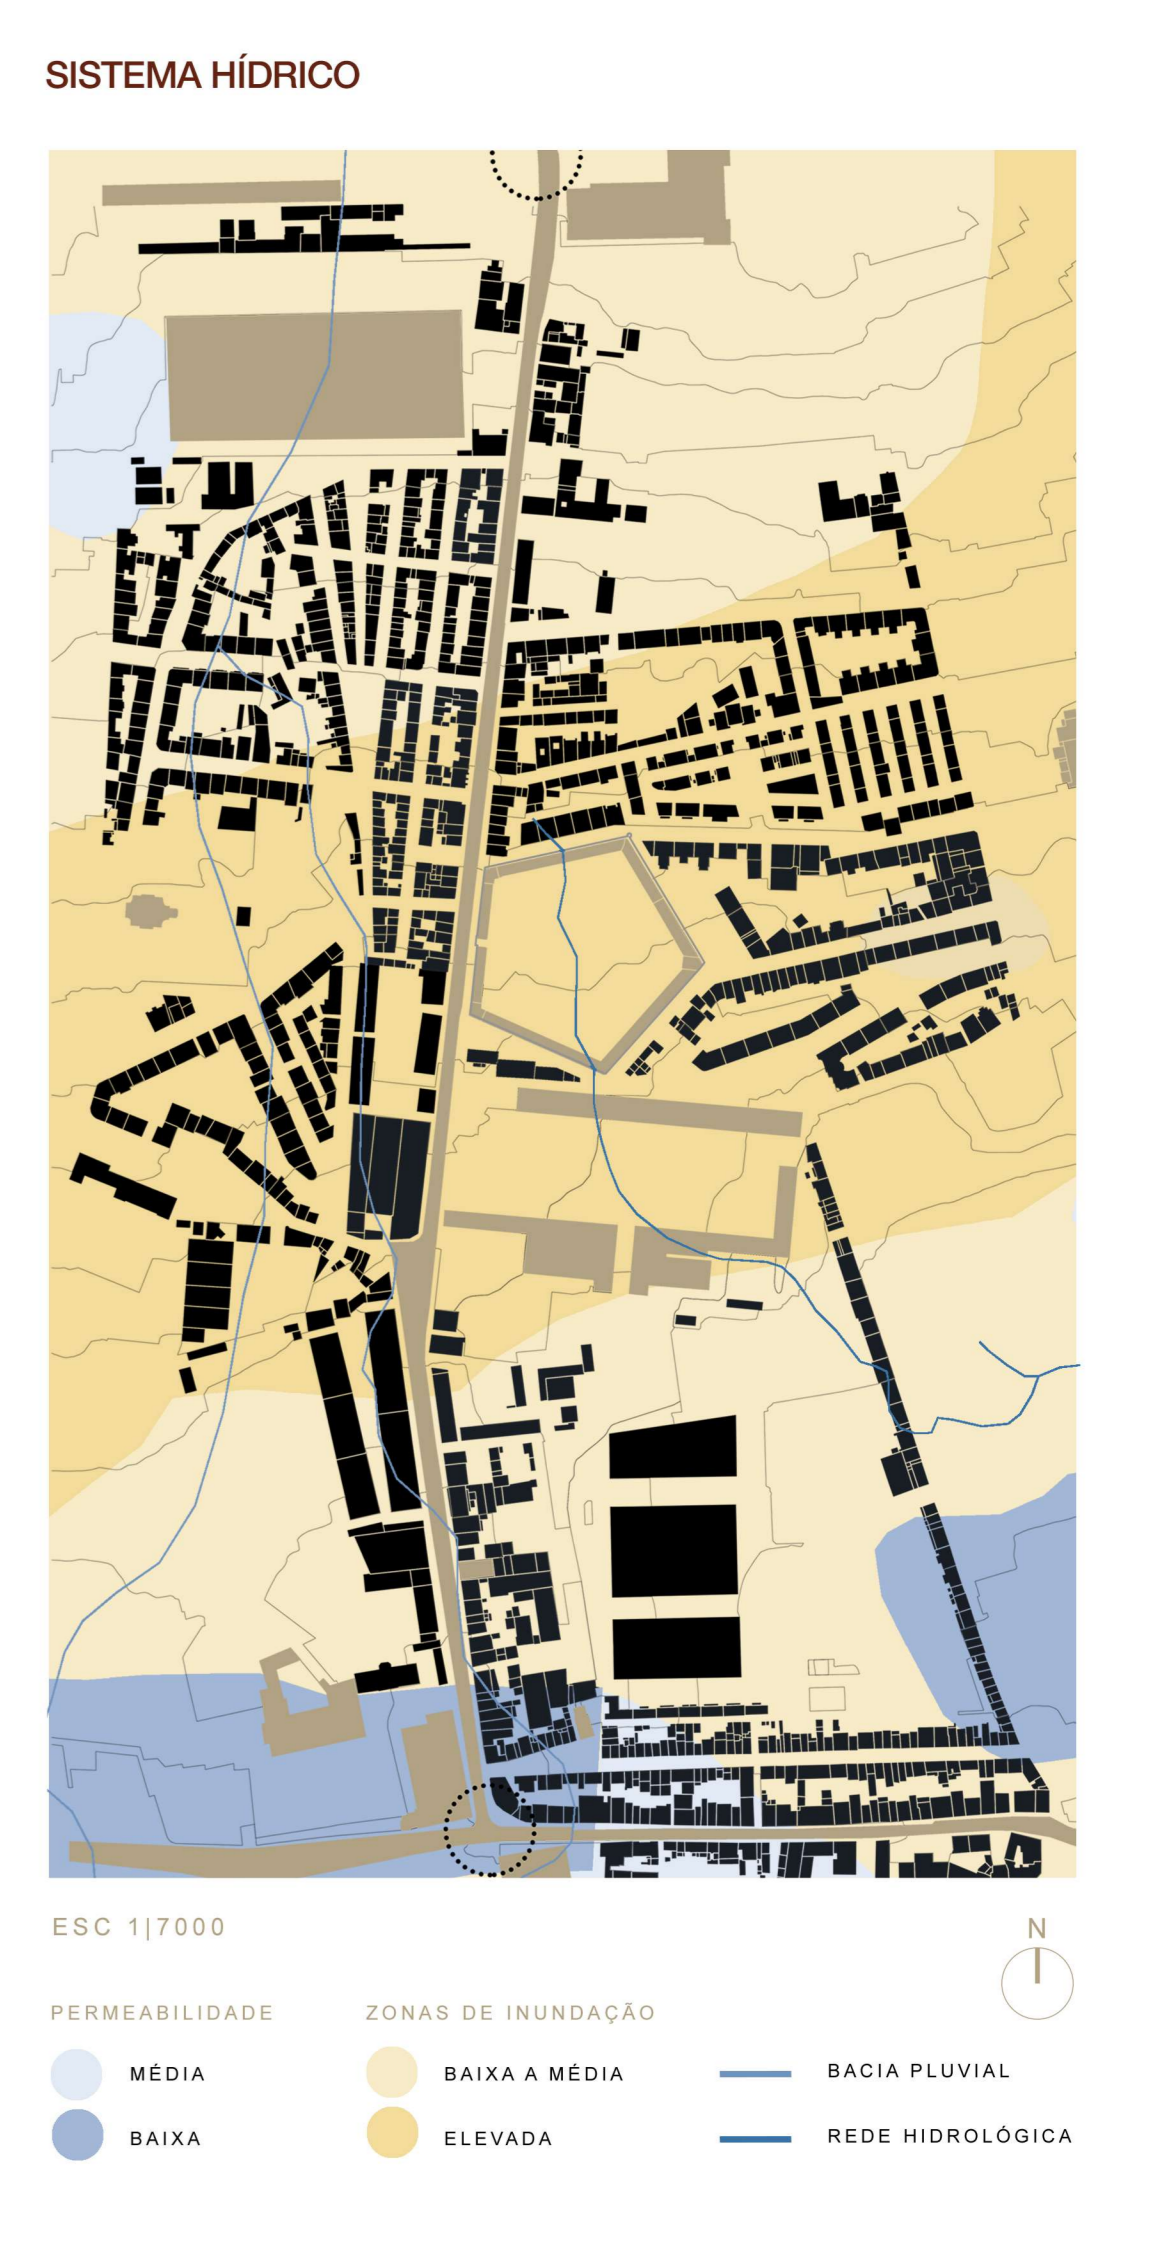 SISTEMA HÍDRICO
ESC 1|7000
N
PERMEABILIDADE
MÉDIA
BAIXA
ZONAS DE INUNDAÇÃO
BAIXA A MÉDIA
ELEVADA
BACIA PLUVIAL
REDE HIDROLÓGICA